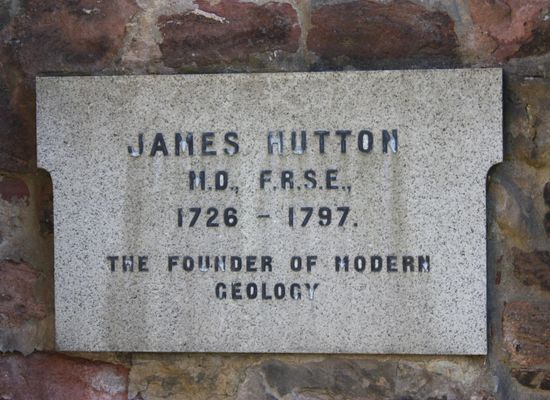 JAMES HUTTON
M.D., F.R.S.E.,
1726 - 1797.
THE FOUNDER OF MODERN
GEOLOGY